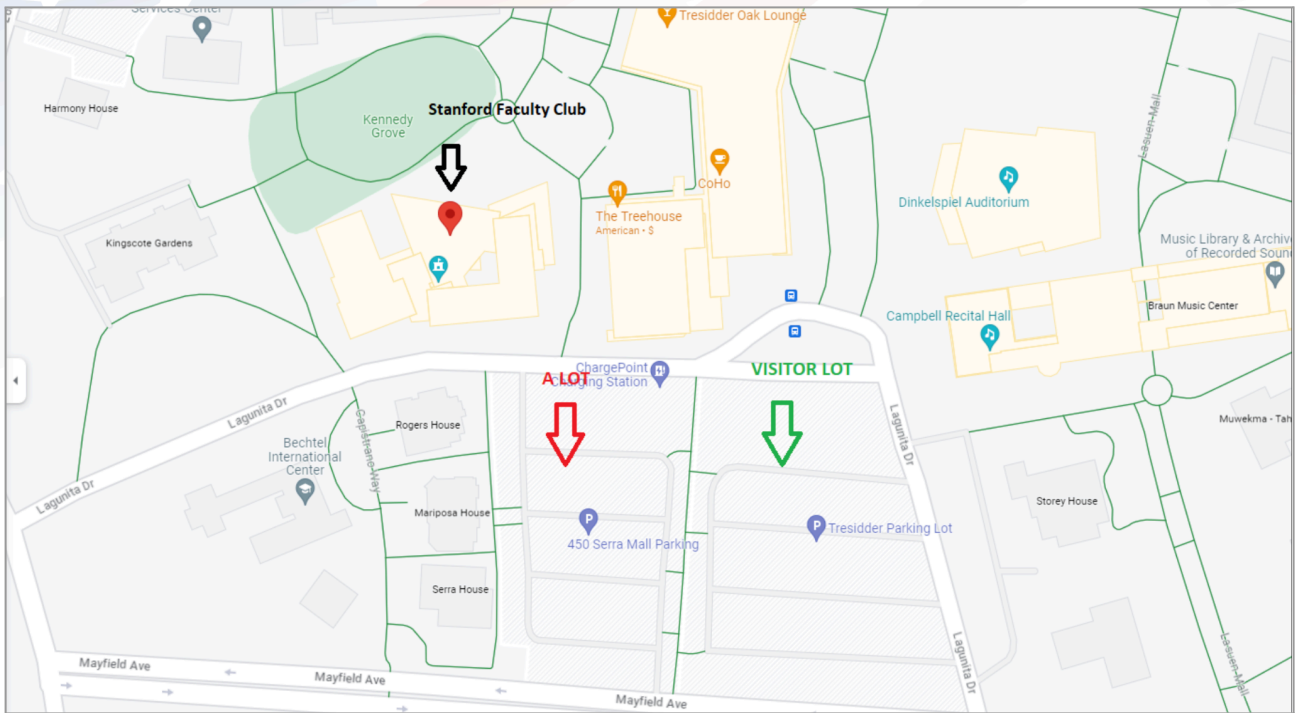 Services Center
Tresidder Oak Lounge
Harmony House
Kennedy
Grove
Stanford Faculty Club
Lasuen Mall
CoHo
Dinkelspiel Auditorium
The Treehouse
American • $
Kingscote Gardens
Music Library & Archive
of Recorded Soun
Braun Music Center
Campbell Recital Hall
ChargePoint
Charging Station
A LOT
VISITOR LOT
Lagunita Dr
Capistrano Way
Rogers House
Lagunita Dr
Muwekma - Tah
Bechtel
International
Center
Lagunita Dr
Storey House
Mariposa House
P
450 Serra Mall Parking
P
Tresidder Parking Lot
Serra House
Lagunita Dr
Lasuen Mall
Mayfield Ave
Mayfield Ave
Mayfield Ave